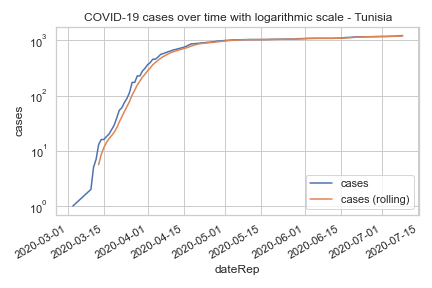 COVID-19 cases over time with logarithmic scale - Tunisia
10³
10²
10¹
10⁰
cases
cases
cases (rolling)
2020-03-01
2020-03-15
2020-04-01
2020-04-15
2020-05-01
2020-05-15
2020-06-01
2020-06-15
2020-07-01
2020-07-15
dateRep